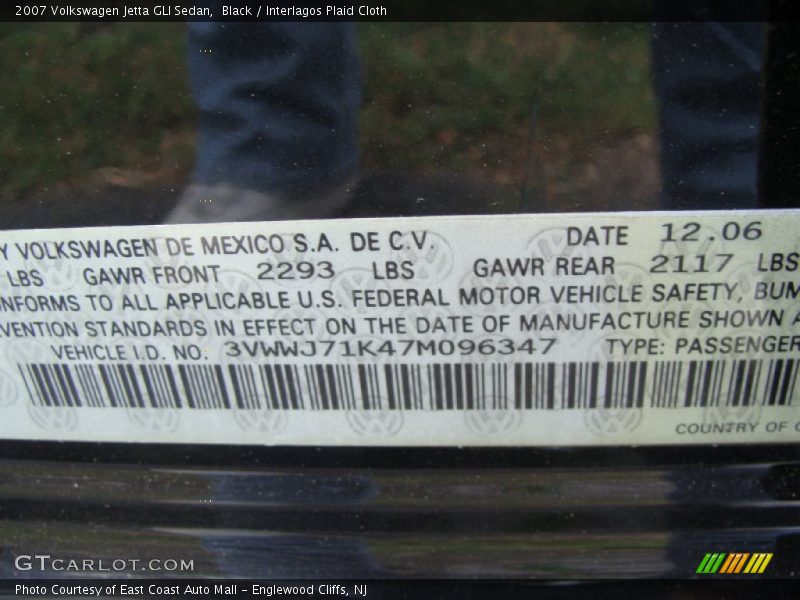 2007 Volkswagen Jetta GLI Sedan, Black / Interlagos Plaid Cloth
Y VOLKSWAGEN DE MEXICO S.A. DE C.V. DATE 12.06
LBS GAWR FRONT 2293 LBS GAWR REAR 2117 LBS
NFORMS TO ALL APPLICABLE U.S. FEDERAL MOTOR VEHICLE SAFETY, BUM
VENTION STANDARDS IN EFFECT ON THE DATE OF MANUFACTURE SHOWN A
VEHICLE I.D. NO. 3VWWJ71K47M096347 TYPE: PASSENGER
COUNTRY OF
GTCARLOT.COM
Photo Courtesy of East Coast Auto Mall – Englewood Cliffs, NJ